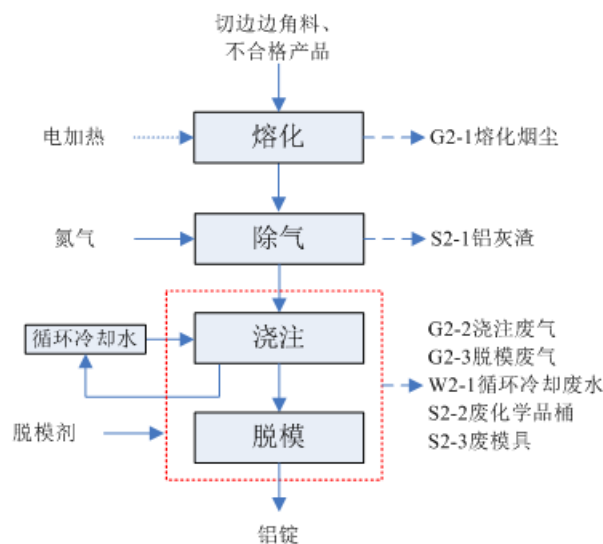 切边边角料、
不合格产品
电加热
熔化
G2-1熔化烟尘
氮气
除气
S2-1铝灰渣
循环冷却水
浇注
G2-2浇注废气
G2-3脱模废气
W2-1循环冷却废水
S2-2废化学品桶
S2-3废模具
脱模剂
脱模
铝锭